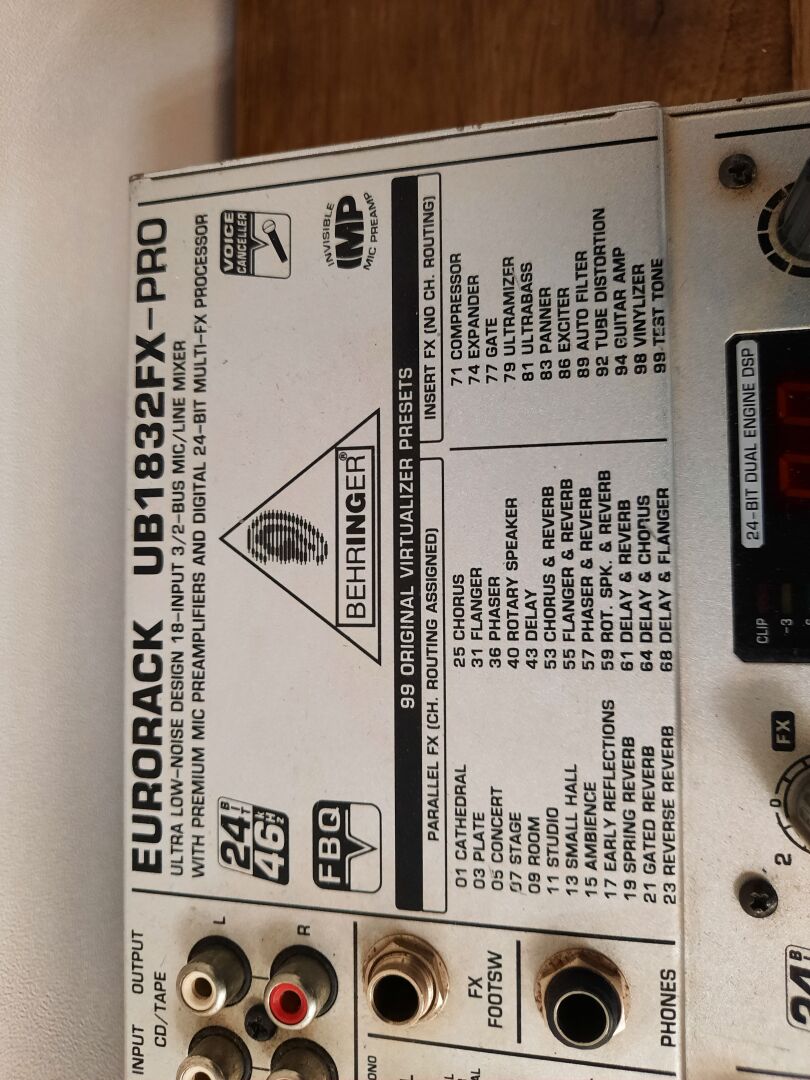 EURORACK UB1832FX-PRO
ULTRA LOW-NOISE DESIGN 18-INPUT 3/2-BUS MIC/LINE MIXER
WITH PREMIUM MIC PREAMPLIFIERS AND DIGITAL 24-BIT MULTI-FX PROCESSOR
24 BIT
46 kHz
FBQ
BEHRINGER®
VOICE
CANCELLER
INVISIBLE
IMP
MIC PREAMP
99 ORIGINAL VIRTUALIZER PRESETS
PARALLEL FX (CH. ROUTING ASSIGNED)
01 CATHEDRAL
03 PLATE
05 CONCERT
07 STAGE
09 ROOM
11 STUDIO
13 SMALL HALL
15 AMBIENCE
17 EARLY REFLECTIONS
19 SPRING REVERB
21 GATED REVERB
23 REVERSE REVERB
25 CHORUS
31 FLANGER
36 PHASER
40 ROTARY SPEAKER
43 DELAY
53 CHORUS & REVERB
55 FLANGER & REVERB
57 PHASER & REVERB
59 ROT. SPK. & REVERB
61 DELAY & REVERB
64 DELAY & CHORUS
68 DELAY & FLANGER
INSERT FX (NO CH. ROUTING)
71 COMPRESSOR
74 EXPANDER
77 GATE
79 ULTRAMIZER
81 ULTRABASS
83 PANNER
86 EXCITER
89 AUTO FILTER
92 TUBE DISTORTION
94 GUITAR AMP
98 VINYLIZER
99 TEST TONE
INPUT OUTPUT
CD/TAPE
L
R
FX
FOOTSW
PHONES
24-BIT DUAL ENGINE DSP
CLIP
-3
FX
0
2
24 B